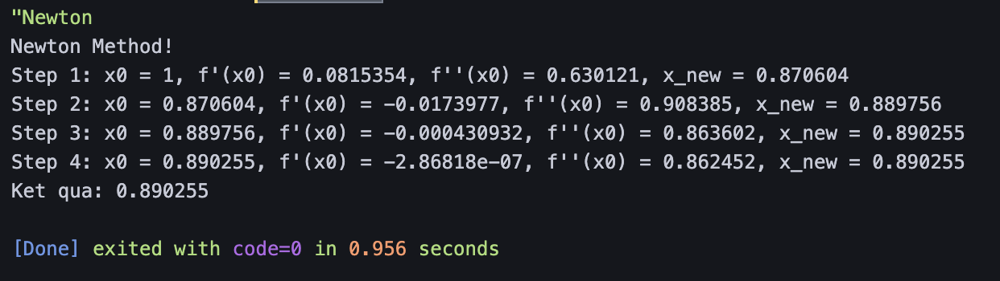 "Newton
Newton Method!
Step 1: x0 = 1, f'(x0) = 0.0815354, f''(x0) = 0.630121, x_new = 0.870604
Step 2: x0 = 0.870604, f'(x0) = -0.0173977, f''(x0) = 0.908385, x_new = 0.889756
Step 3: x0 = 0.889756, f'(x0) = -0.000430932, f''(x0) = 0.863602, x_new = 0.890255
Step 4: x0 = 0.890255, f'(x0) = -2.86818e-07, f''(x0) = 0.862452, x_new = 0.890255
Ket qua: 0.890255
[Done] exited with code=0 in 0.956 seconds